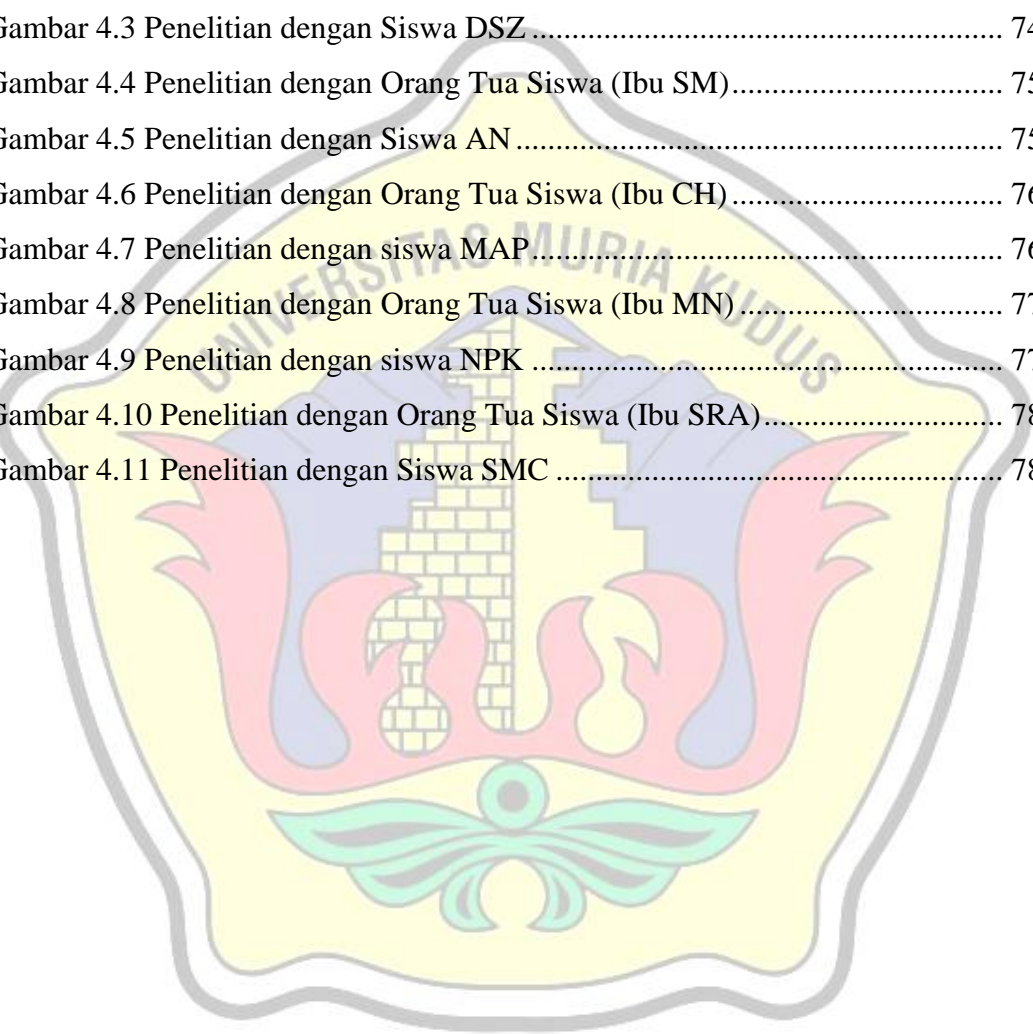 Gambar 4.3 Penelitian dengan Siswa DSZ ............................................................ 74
Gambar 4.4 Penelitian dengan Orang Tua Siswa (Ibu SM).................................. 75
Gambar 4.5 Penelitian dengan Siswa AN .............................................................. 75
Gambar 4.6 Penelitian dengan Orang Tua Siswa (Ibu CH).................................. 76
Gambar 4.7 Penelitian dengan siswa MAP............................................................ 76
Gambar 4.8 Penelitian dengan Orang Tua Siswa (Ibu MN)................................. 77
Gambar 4.9 Penelitian dengan siswa NPK ............................................................ 77
Gambar 4.10 Penelitian dengan Orang Tua Siswa (Ibu SRA).............................. 78
Gambar 4.11 Penelitian dengan Siswa SMC ......................................................... 78
UNIVERSITAS MURIA KUDUS